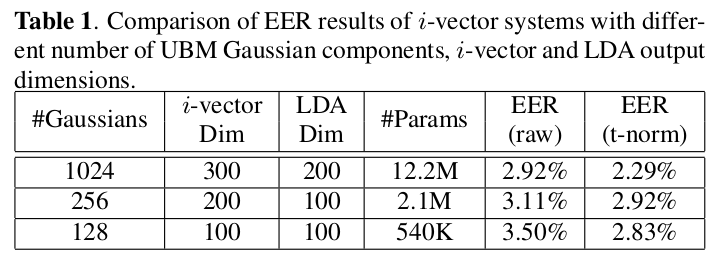 Table 1. Comparison of EER results of i-vector systems with differ-
ent number of UBM Gaussian components, i-vector and LDA output
dimensions.
#Gaussians i-vector Dim LDA Dim #Params EER (raw) EER (t-norm)
1024 300 200 12.2M 2.92% 2.29%
256 200 100 2.1M 3.11% 2.92%
128 100 100 540K 3.50% 2.83%